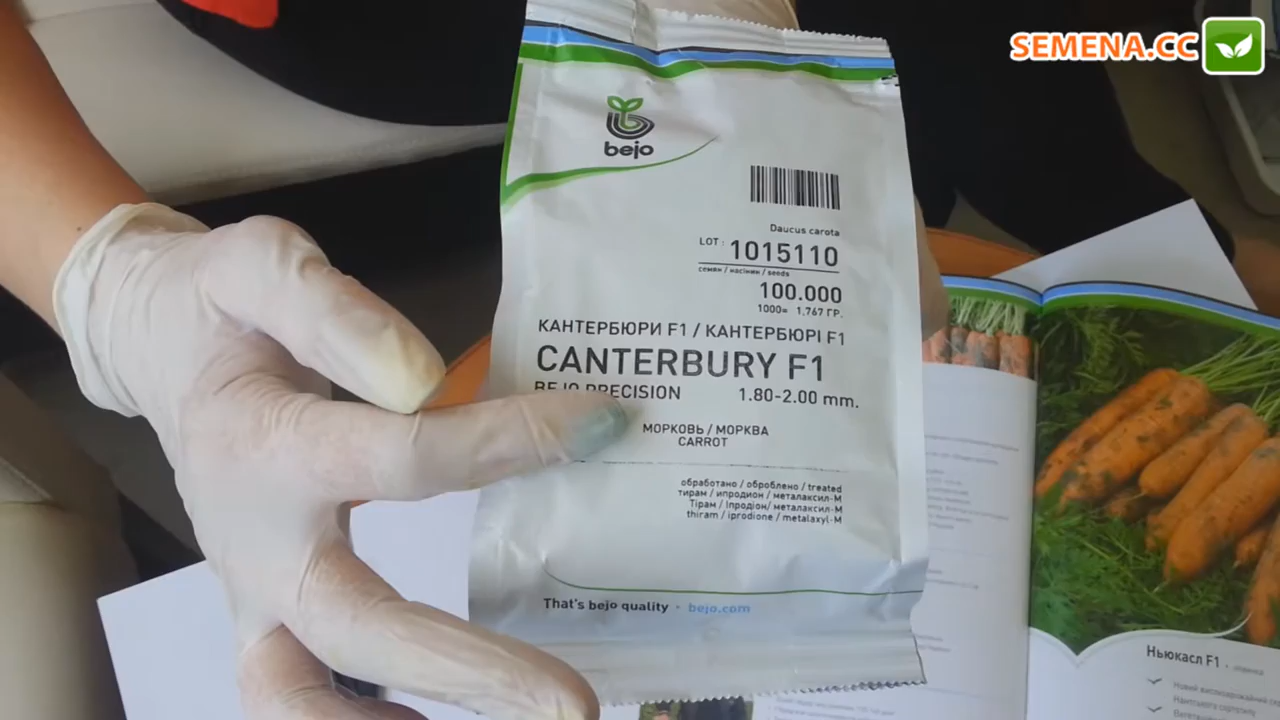 SEMENA.CC
bejo
Daucus carota
LOT: 1015110
семян / насінин / seeds
100.000
1000= 1,767 ГР.
КАНТЕРБЮРИ F1 / КАНТЕРБЮРІ F1
CANTERBURY F1
BEJO PRECISION 1.80-2.00 mm.
МОРКОВЬ / МОРКВА
CARROT
обработано / оброблено / treated
тирам / ипродион / металаксил-М
Тірам / Іпродіон/ металаксил-М
thiram / iprodione / metalaxyl-M
That's bejo quality · bejo.com
Ньюкасл F1 • новинка